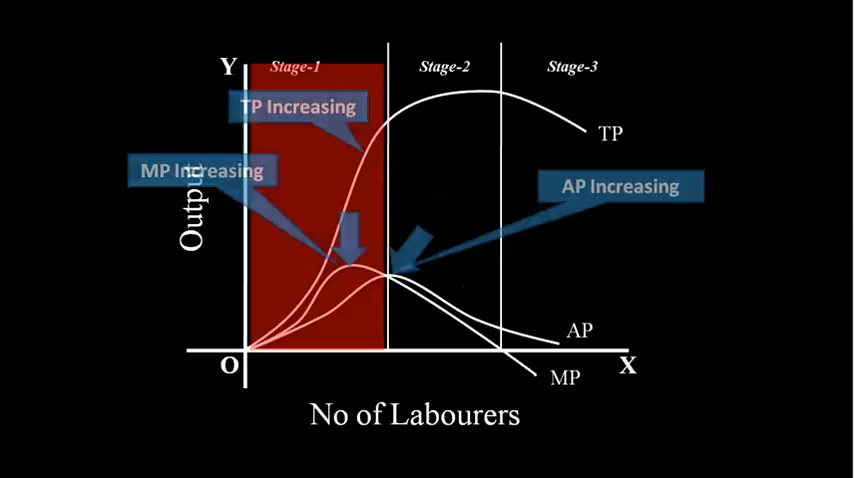 Y
Stage-1
Stage-2
Stage-3
TP Increasing
TP
MP Increasing
AP Increasing
Output
AP
O
X
MP
No of Labourers